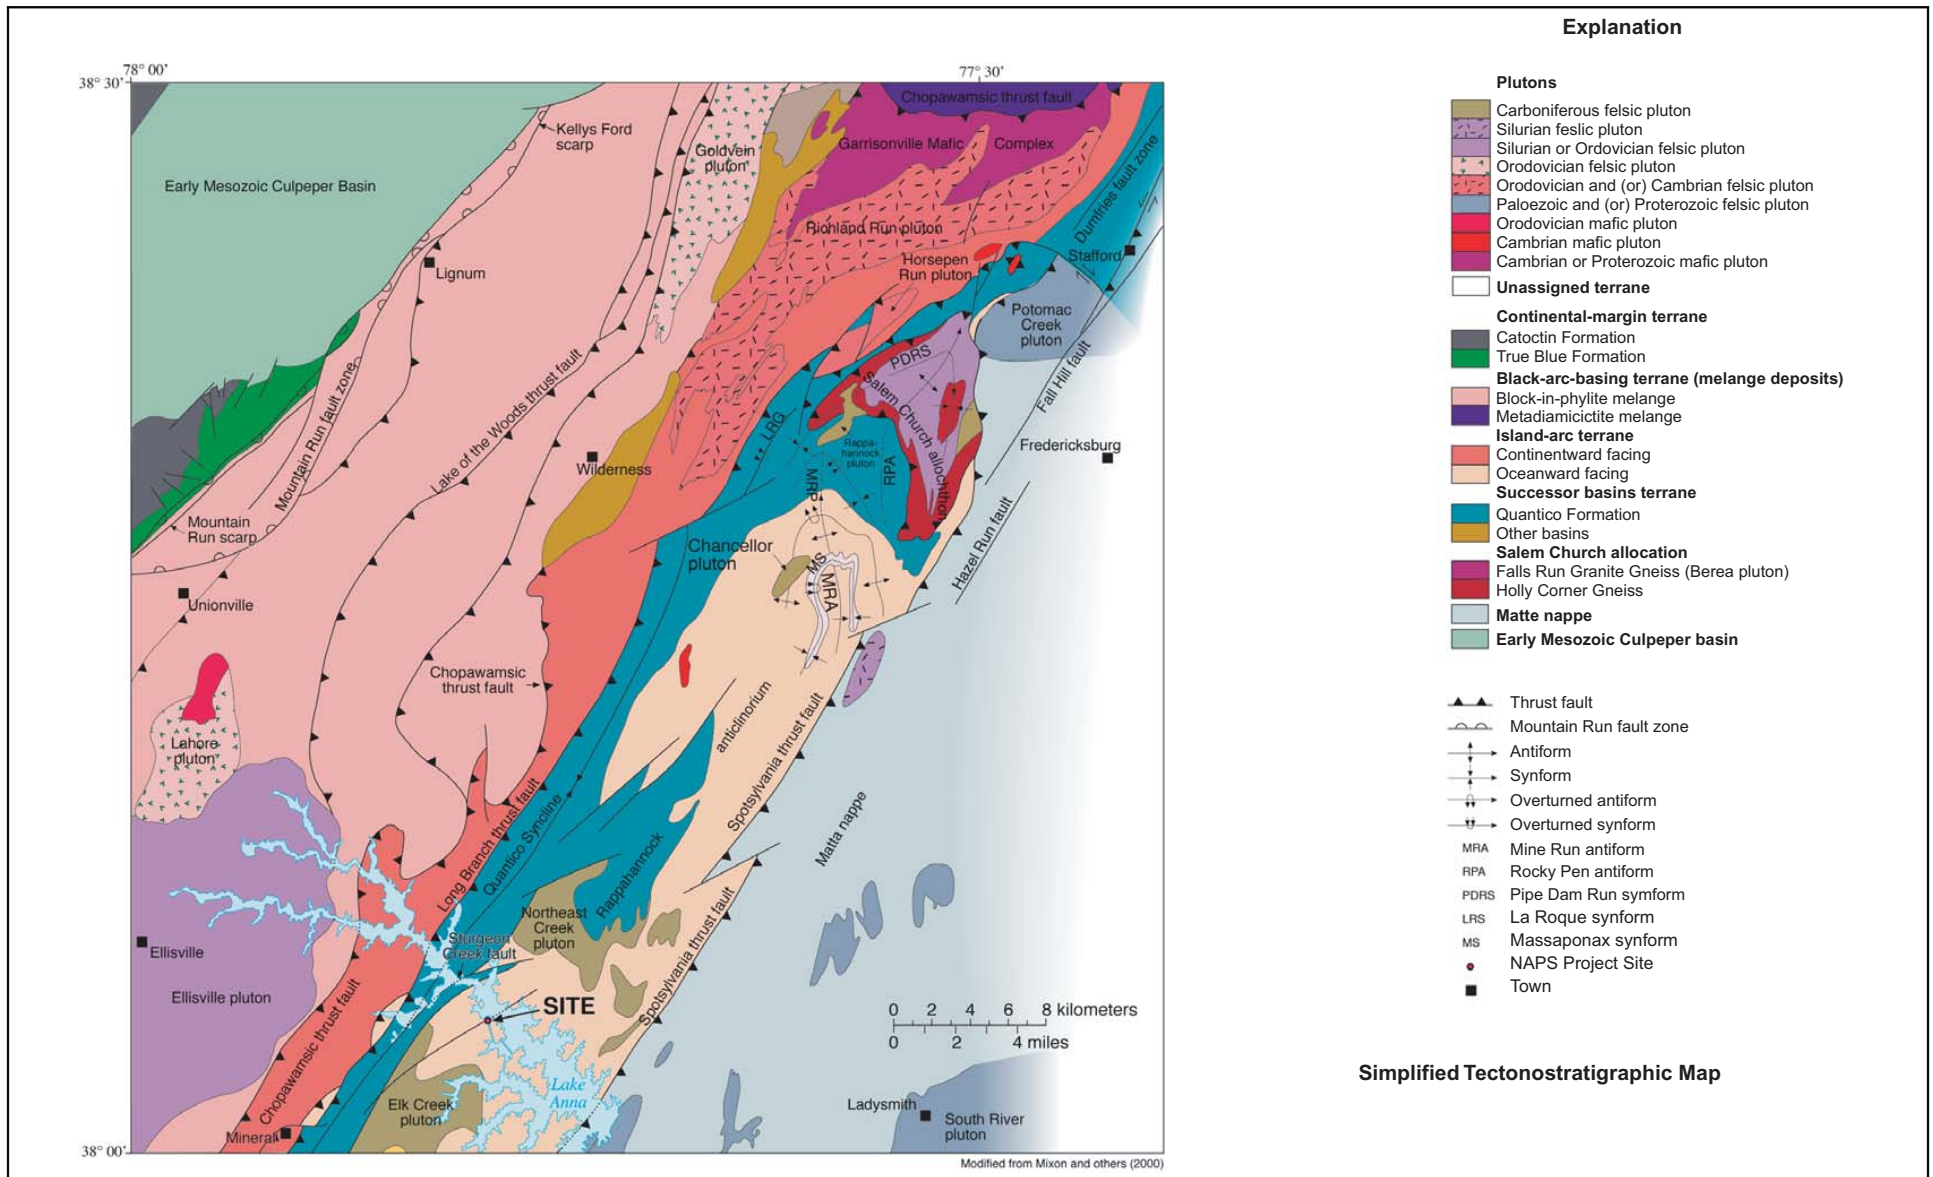 Explanation
78° 00'
77° 30'
38° 30'
Chopawamsic thrust fault
Kellys Ford
scarp
Goldvein
pluton
Garrisonville Mafic
Complex
Early Mesozoic Culpeper Basin
Dumfries fault zone
Richland Run pluton
Stafford
Horsepen
Run pluton
Lignum
Potomac
Creek
pluton
PDRS
Fall Hill fault
Salem Church allochthon
Mountain Run fault zone
Lake of the Woods thrust fault
LRG
Rappa-
hannock
pluton
Fredericksburg
Wilderness
MRP
RPA
Mountain
Run scarp
Hazel Run fault
Chancellor
pluton
MS
MRA
Unionville
Chopawamsic
thrust fault
anticlinorium
Spotsylvania thrust fault
Lahore
pluton
Long Branch thrust fault
Quantico Syncline
Matta nappe
Rappahannock
Northeast
Creek
pluton
Sturgeon
Creek fault
Spotsylvania thrust fault
Ellisville
Ellisville pluton
SITE
Chopawamsic thrust fault
0 2 4 6 8 kilometers
0 2 4 miles
Lake
Anna
Elk Creek
pluton
Ladysmith
South River
pluton
Mineral
38° 00'
Modified from Mixon and others (2000)
Plutons
Carboniferous felsic pluton
Silurian feslic pluton
Silurian or Ordovician felsic pluton
Orodovician felsic pluton
Orodovician and (or) Cambrian felsic pluton
Paloezoic and (or) Proterozoic felsic pluton
Orodovician mafic pluton
Cambrian mafic pluton
Cambrian or Proterozoic mafic pluton
Unassigned terrane
Continental-margin terrane
Catoctin Formation
True Blue Formation
Black-arc-basing terrane (melange deposits)
Block-in-phylite melange
Metadiamicictite melange
Island-arc terrane
Continentward facing
Oceanward facing
Successor basins terrane
Quantico Formation
Other basins
Salem Church allocation
Falls Run Granite Gneiss (Berea pluton)
Holly Corner Gneiss
Matte nappe
Early Mesozoic Culpeper basin
Thrust fault
Mountain Run fault zone
Antiform
Synform
Overturned antiform
Overturned synform
MRA Mine Run antiform
RPA Rocky Pen antiform
PDRS Pipe Dam Run symform
LRS La Roque synform
MS Massaponax synform
NAPS Project Site
Town
Simplified Tectonostratigraphic Map